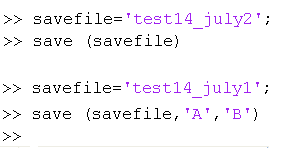 >> savefile='test14_july2';
>> save (savefile)
>> savefile='test14_july1';
>> save (savefile,'A','B')
>>